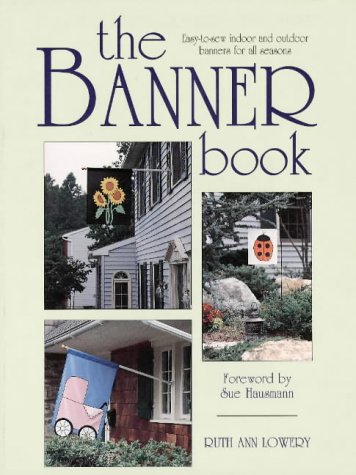 the
Easy-to-sew indoor and outdoor
banners for all seasons
BANNER
book
Foreword by
Sue Hausmann
RUTH ANN LOWERY